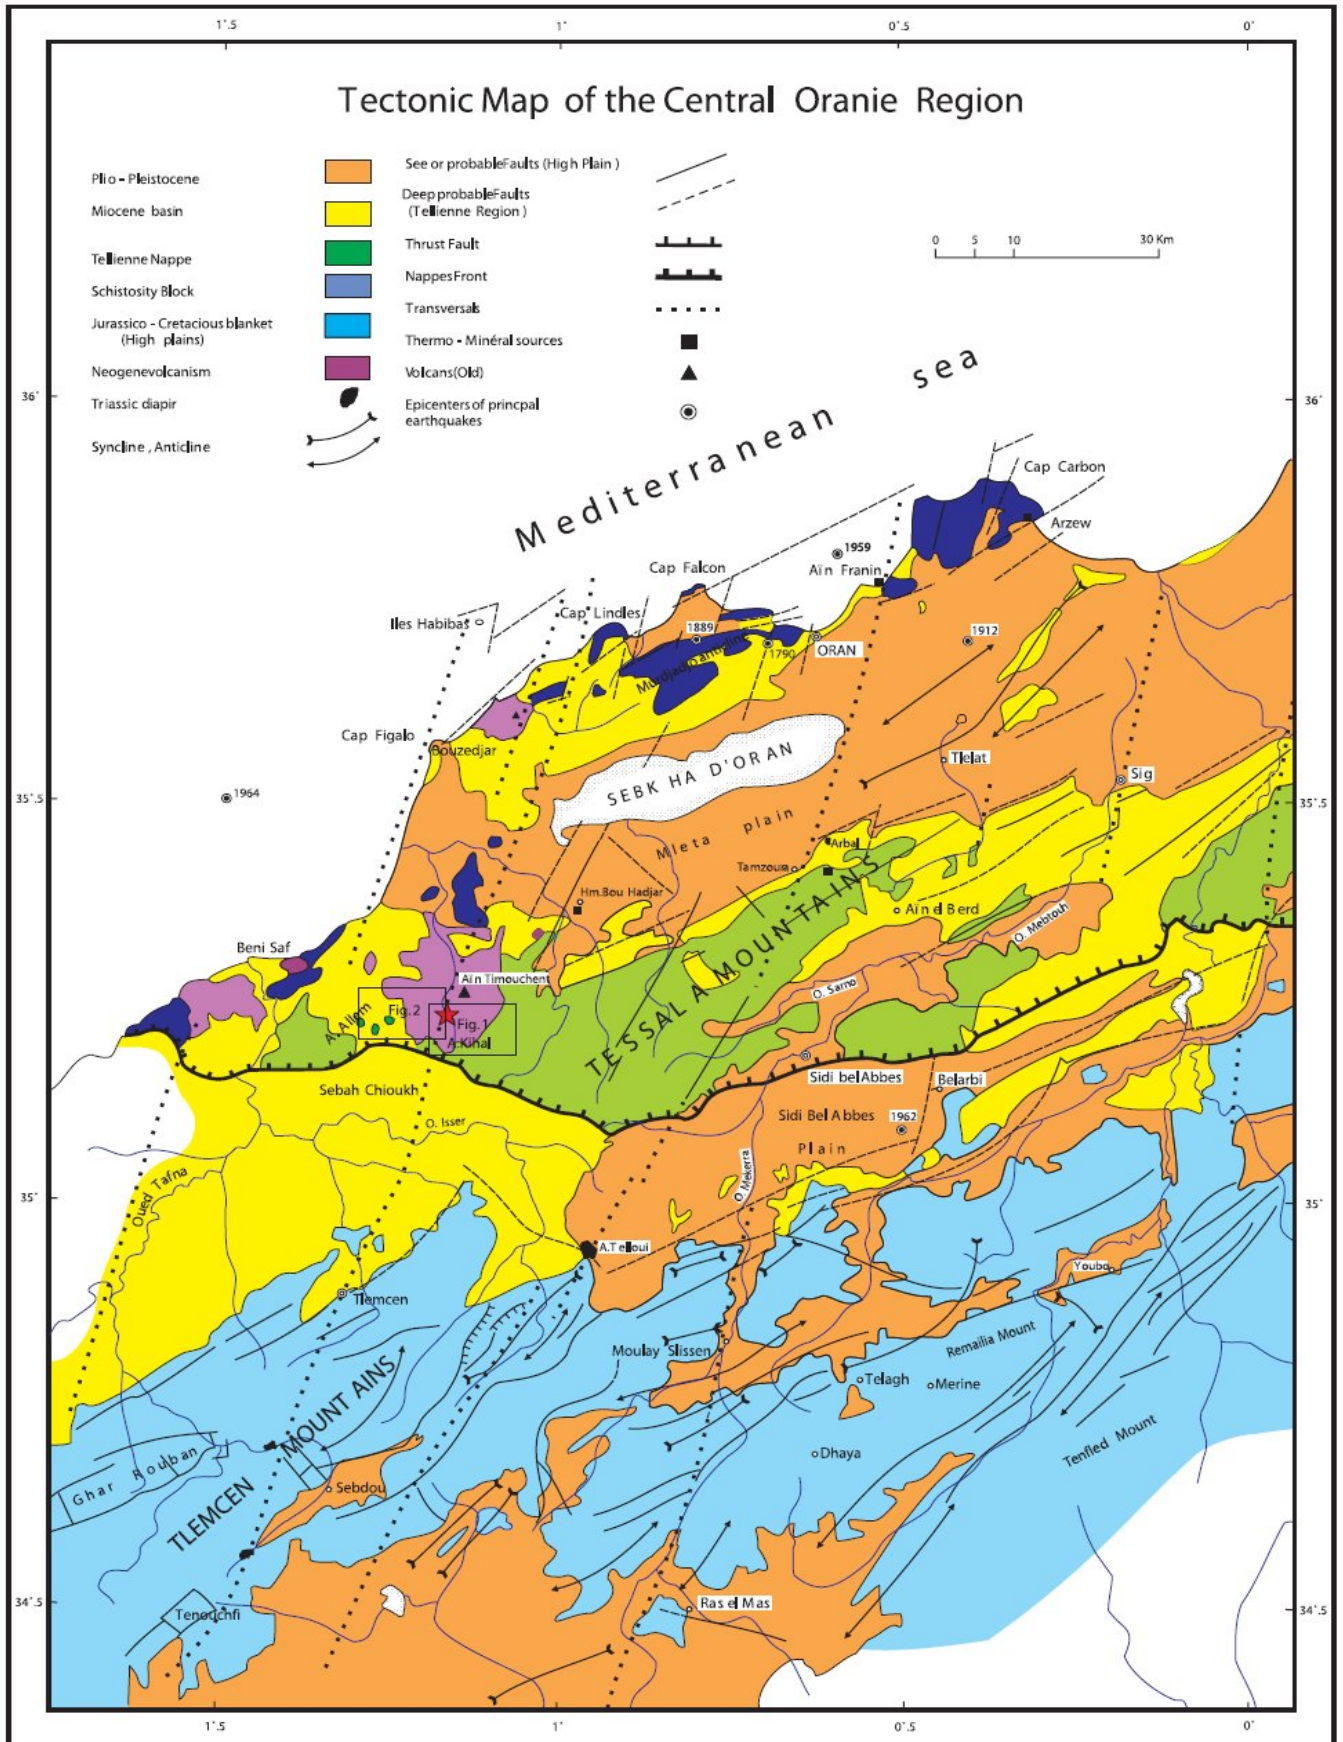 1°.5
1°
0°.5
0°
Tectonic Map of the Central Oranie Region
Plio - Pleistocene
Miocene basin
Tellienne Nappe
Schistosity Block
Jurassico - Cretacious blanket
(High plains)
Neogenevolcanism
Triassic diapir
Syncline , Anticline
See or probableFaults (High Plain )
Deep probableFaults
(Tellienne Region )
Thrust Fault
Nappes Front
Transversals
Thermo - Minéral sources
Volcans(Old)
Epicenters of princpal
earthquakes
0 5 10 30 Km
36°
36°
Mediterranean sea
Cap Carbon
Arzew
1959
Aïn Franin
Cap Falcon
Cap Lindles
Iles Habibas
1889
1790
ORAN
1912
Murdjadjo anticline
Cap Figalo
Bouzedjar
SEBK HA D'ORAN
Tlelat
Sig
1964
35°.5
35°.5
Mleta plain
Arbal
Tamzoura
Hm.Bou Hadjar
Aïn el Berd
O. Mebtouh
Beni Saf
Aïn Timouchent
O. Sarno
TESSAL A MOUNTAINS
A. Allem
Fig.2
Fig.1
A.Kihal
Sidi bel Abbes
Belarbi
Sebah Chioukh
O. Isser
Sidi Bel Abbes
1962
Plain
Oued Tafna
O. Mekerra
35°
35°
A.Telloui
Youbo
Tlemcen
Moulay Slissen
Remailia Mount
Telagh
Merine
TLEMCEN MOUNT AINS
Ghar Rouban
Dhaya
Tenfled Mount
Sebdou
34°.5
34°.5
Tenouchfi
Ras el Mas
1°.5
1°
0°.5
0°